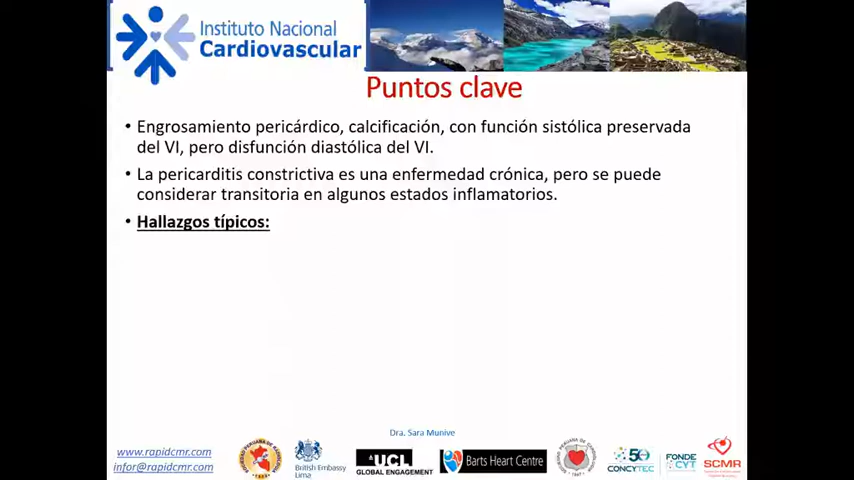 Instituto Nacional
Cardiovascular
Puntos clave
• Engrosamiento pericárdico, calcificación, con función sistólica preservada
del VI, pero disfunción diastólica del VI.
• La pericarditis constrictiva es una enfermedad crónica, pero se puede
considerar transitoria en algunos estados inflamatorios.
• Hallazgos típicos:
Dra. Sara Munive
www.rapidcmr.com
infor@rapidcmr.com
British Embassy
Lima
UCL
GLOBAL ENGAGEMENT
Barts Heart Centre
50
CONCYTEC
FONDE
CYT
SCMR